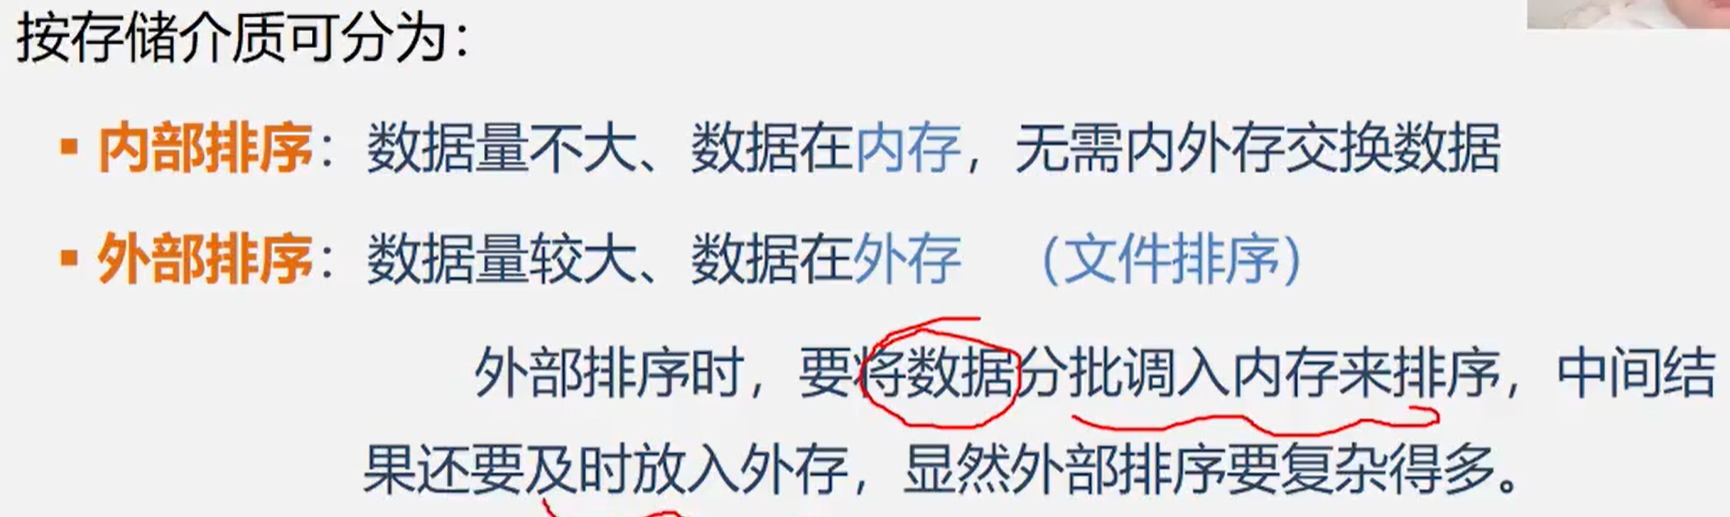 按存储介质可分为：
▪ 内部排序：数据量不大、数据在内存，无需内外存交换数据
▪ 外部排序：数据量较大、数据在外存 （文件排序）
外部排序时，要将数据分批调入内存来排序，中间结
果还要及时放入外存，显然外部排序要复杂得多。